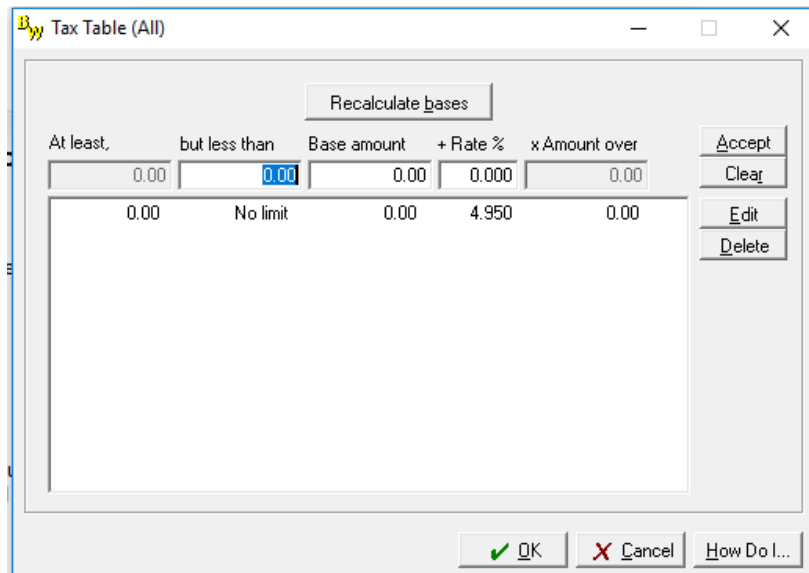 Tax Table (All)
Recalculate bases
At least, but less than Base amount + Rate % x Amount over
0.00 0.00 0.00 0.000 0.00
Accept
Clear
0.00 No limit 0.00 4.950 0.00
Edit
Delete
OK Cancel How Do I...